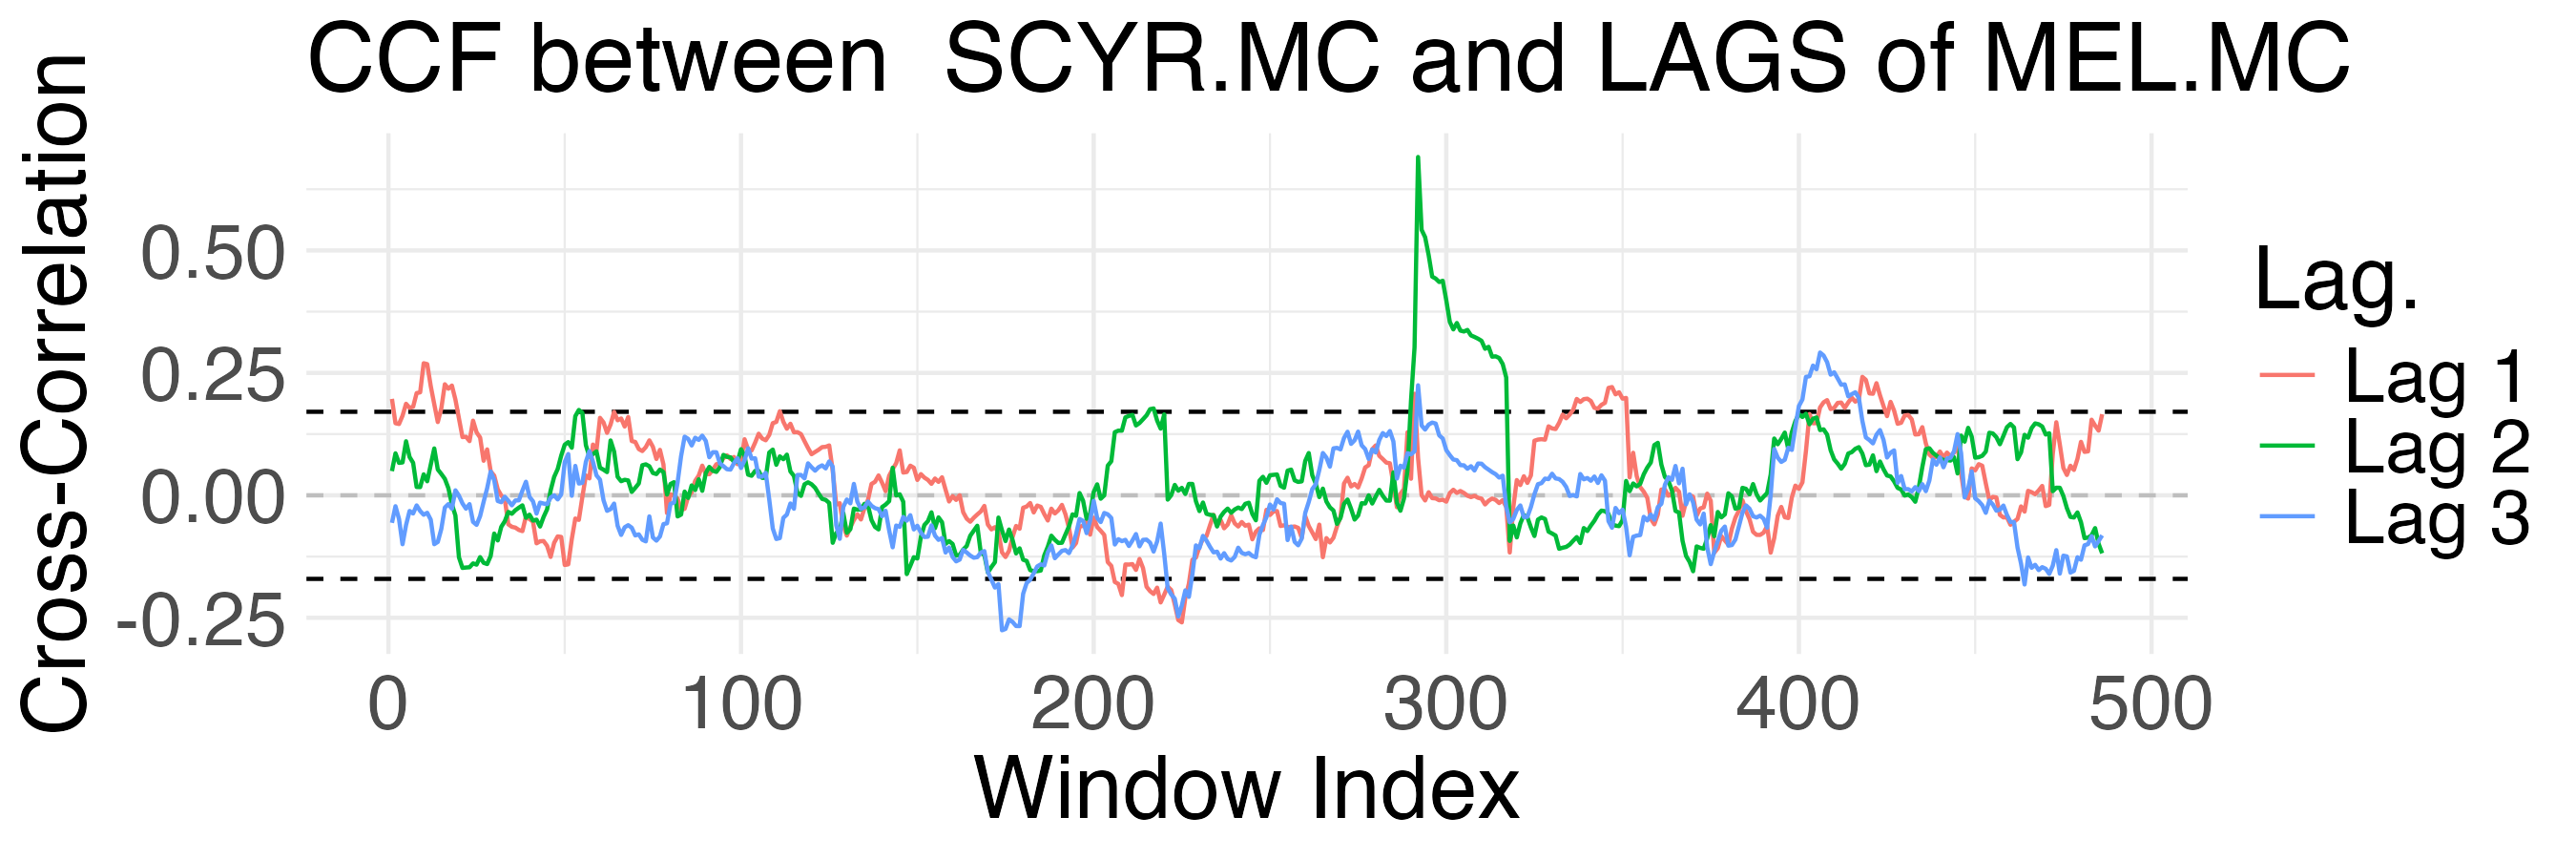 CCF between  SCYR.MC and LAGS of MEL.MC
Cross-Correlation
0.50
0.25
0.00
-0.25
0 100 200 300 400 500
Window Index
Lag.
Lag 1
Lag 2
Lag 3